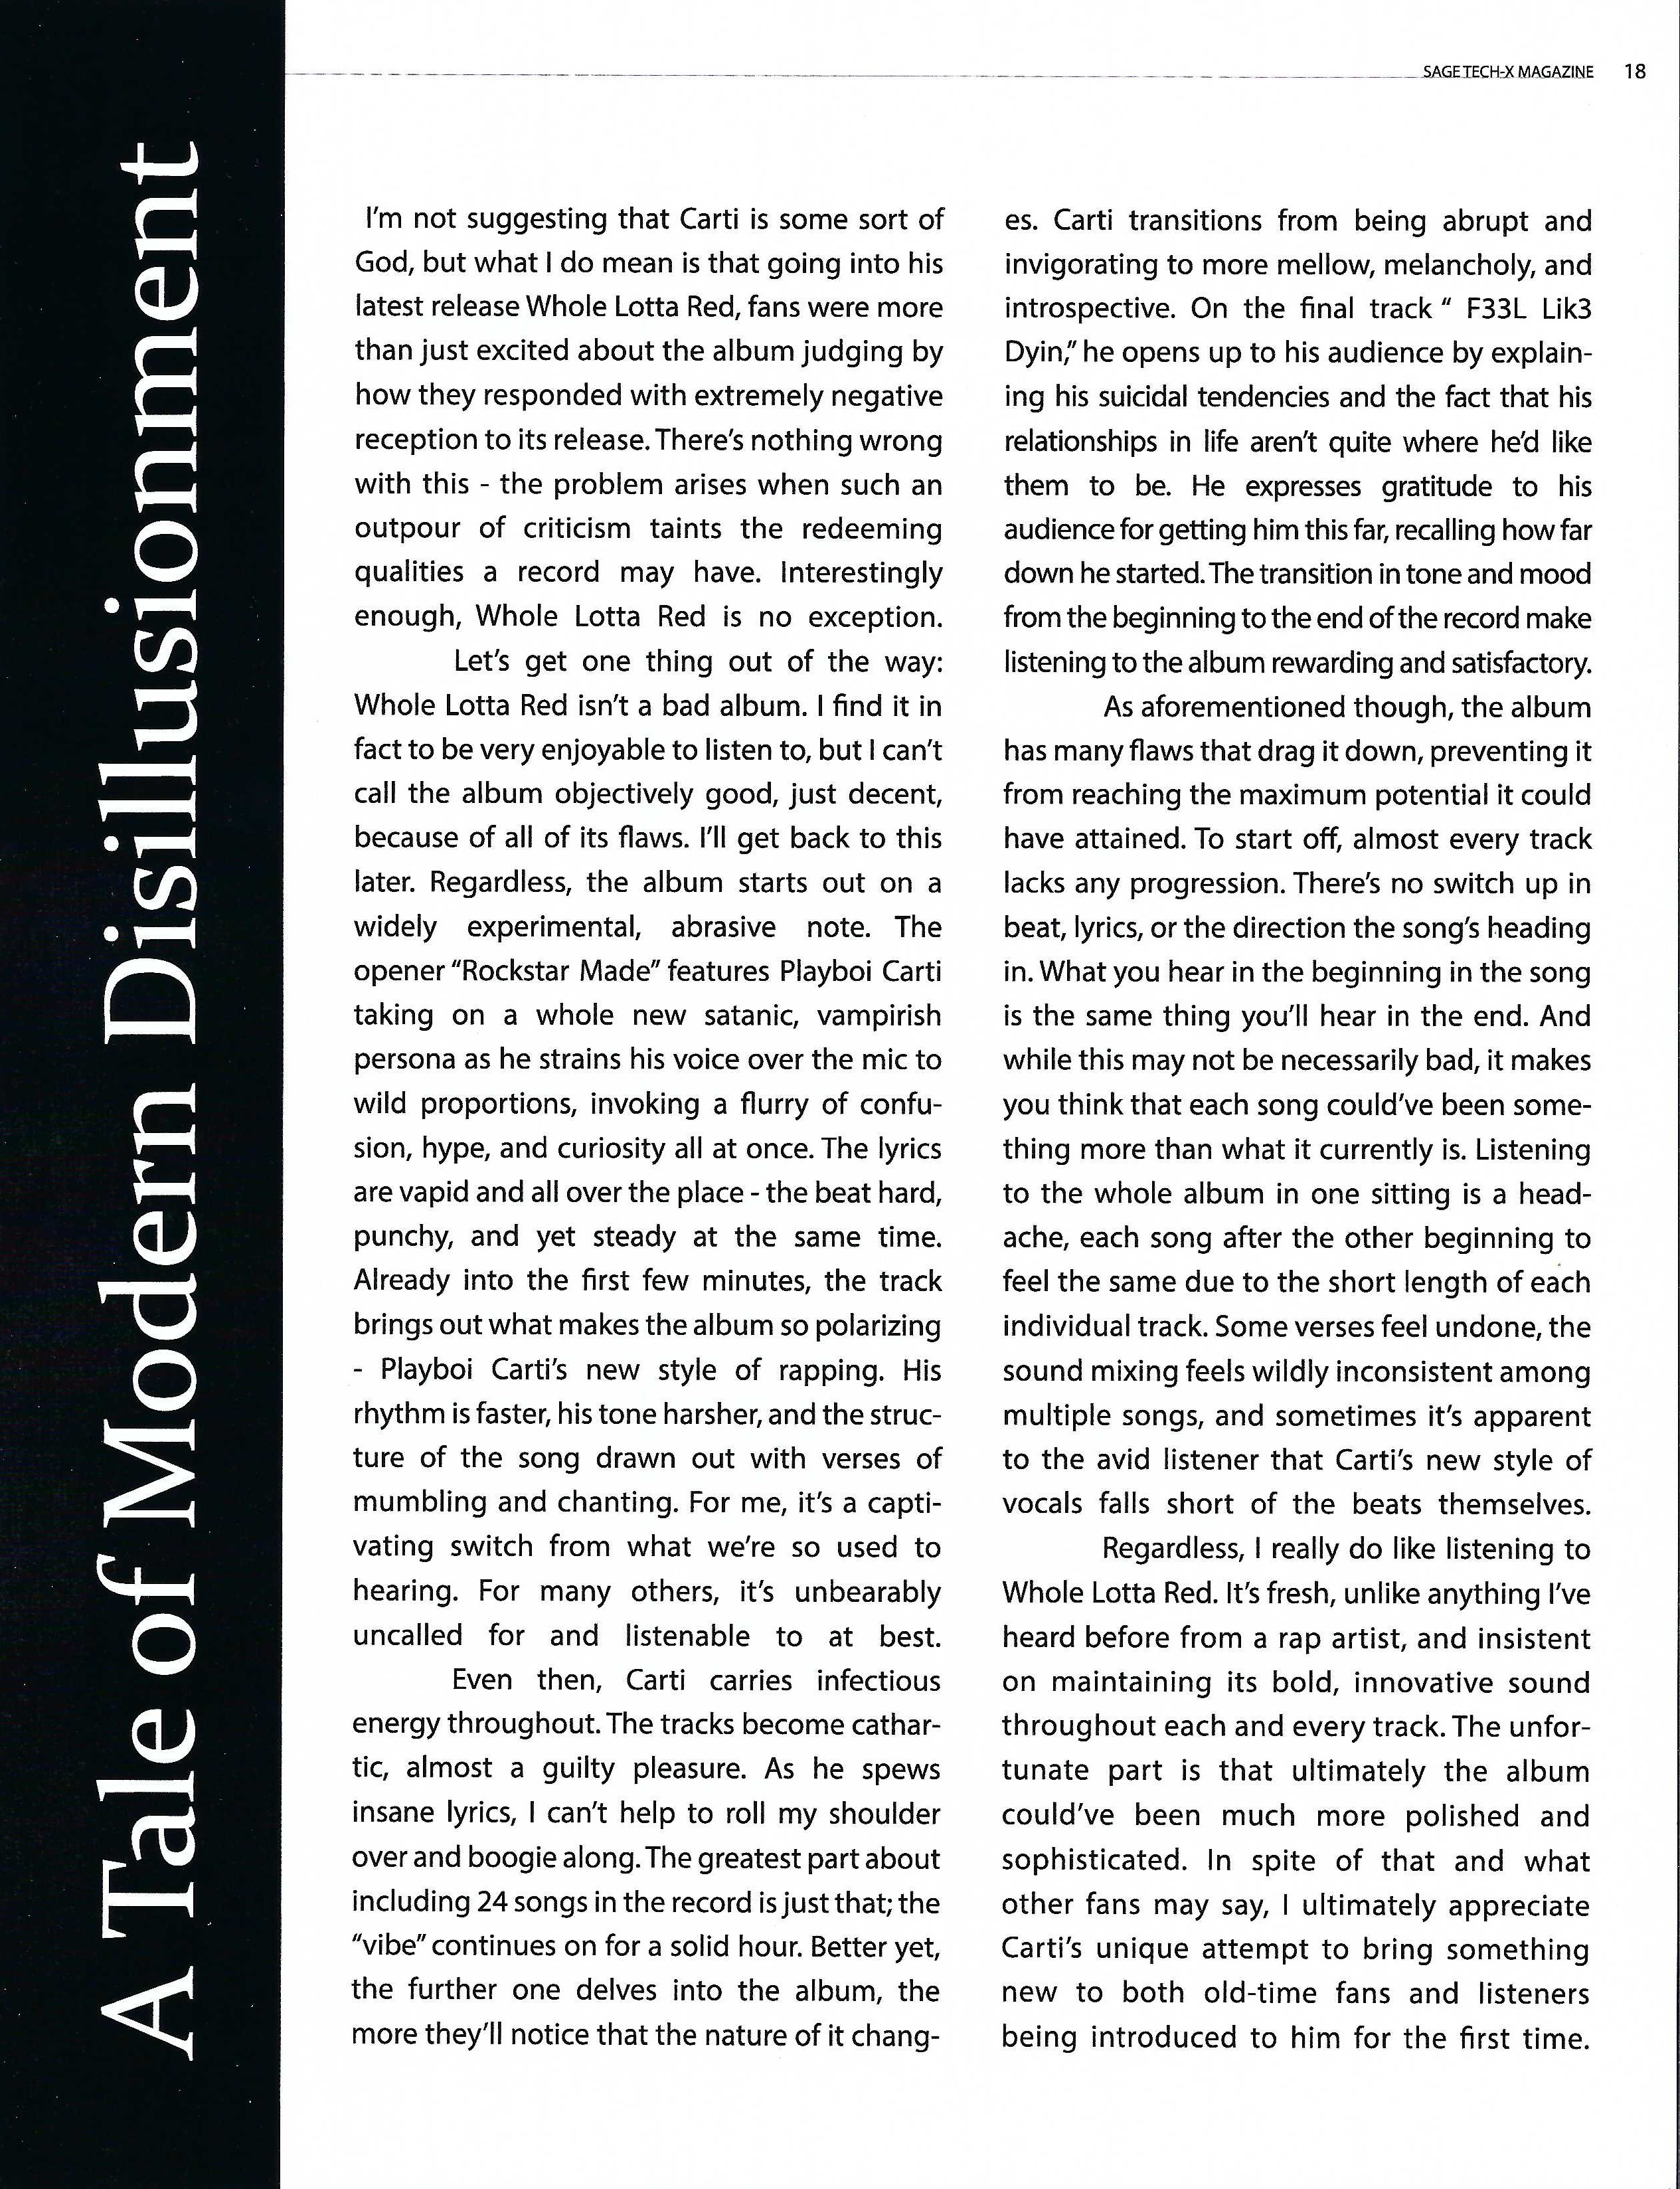 SAGE TECH-X MAGAZINE 18
A Tale of Modern Disillusionment
I'm not suggesting that Carti is some sort of
God, but what I do mean is that going into his
latest release Whole Lotta Red, fans were more
than just excited about the album judging by
how they responded with extremely negative
reception to its release. There's nothing wrong
with this - the problem arises when such an
outpour of criticism taints the redeeming
qualities a record may have. Interestingly
enough, Whole Lotta Red is no exception.
Let's get one thing out of the way:
Whole Lotta Red isn't a bad album. I find it in
fact to be very enjoyable to listen to, but I can't
call the album objectively good, just decent,
because of all of its flaws. I'll get back to this
later. Regardless, the album starts out on a
widely experimental, abrasive note. The
opener "Rockstar Made" features Playboi Carti
taking on a whole new satanic, vampirish
persona as he strains his voice over the mic to
wild proportions, invoking a flurry of confu-
sion, hype, and curiosity all at once. The lyrics
are vapid and all over the place - the beat hard,
punchy, and yet steady at the same time.
Already into the first few minutes, the track
brings out what makes the album so polarizing
- Playboi Carti's new style of rapping. His
rhythm is faster, his tone harsher, and the struc-
ture of the song drawn out with verses of
mumbling and chanting. For me, it's a capti-
vating switch from what we're so used to
hearing. For many others, it's unbearably
uncalled for and listenable to at best.
Even then, Carti carries infectious
energy throughout. The tracks become cathar-
tic, almost a guilty pleasure. As he spews
insane lyrics, I can't help to roll my shoulder
over and boogie along. The greatest part about
including 24 songs in the record is just that; the
"vibe" continues on for a solid hour. Better yet,
the further one delves into the album, the
more they'll notice that the nature of it chang-
es. Carti transitions from being abrupt and
invigorating to more mellow, melancholy, and
introspective. On the final track " F33L Lik3
Dyin," he opens up to his audience by explain-
ing his suicidal tendencies and the fact that his
relationships in life aren't quite where he'd like
them to be. He expresses gratitude to his
audience for getting him this far, recalling how far
down he started. The transition in tone and mood
from the beginning to the end of the record make
listening to the album rewarding and satisfactory.
As aforementioned though, the album
has many flaws that drag it down, preventing it
from reaching the maximum potential it could
have attained. To start off, almost every track
lacks any progression. There's no switch up in
beat, lyrics, or the direction the song's heading
in. What you hear in the beginning in the song
is the same thing you'll hear in the end. And
while this may not be necessarily bad, it makes
you think that each song could've been some-
thing more than what it currently is. Listening
to the whole album in one sitting is a head-
ache, each song after the other beginning to
feel the same due to the short length of each
individual track. Some verses feel undone, the
sound mixing feels wildly inconsistent among
multiple songs, and sometimes it's apparent
to the avid listener that Carti's new style of
vocals falls short of the beats themselves.
Regardless, I really do like listening to
Whole Lotta Red. It's fresh, unlike anything I've
heard before from a rap artist, and insistent
on maintaining its bold, innovative sound
throughout each and every track. The unfor-
tunate part is that ultimately the album
could've been much more polished and
sophisticated. In spite of that and what
other fans may say, I ultimately appreciate
Carti's unique attempt to bring something
new to both old-time fans and listeners
being introduced to him for the first time.